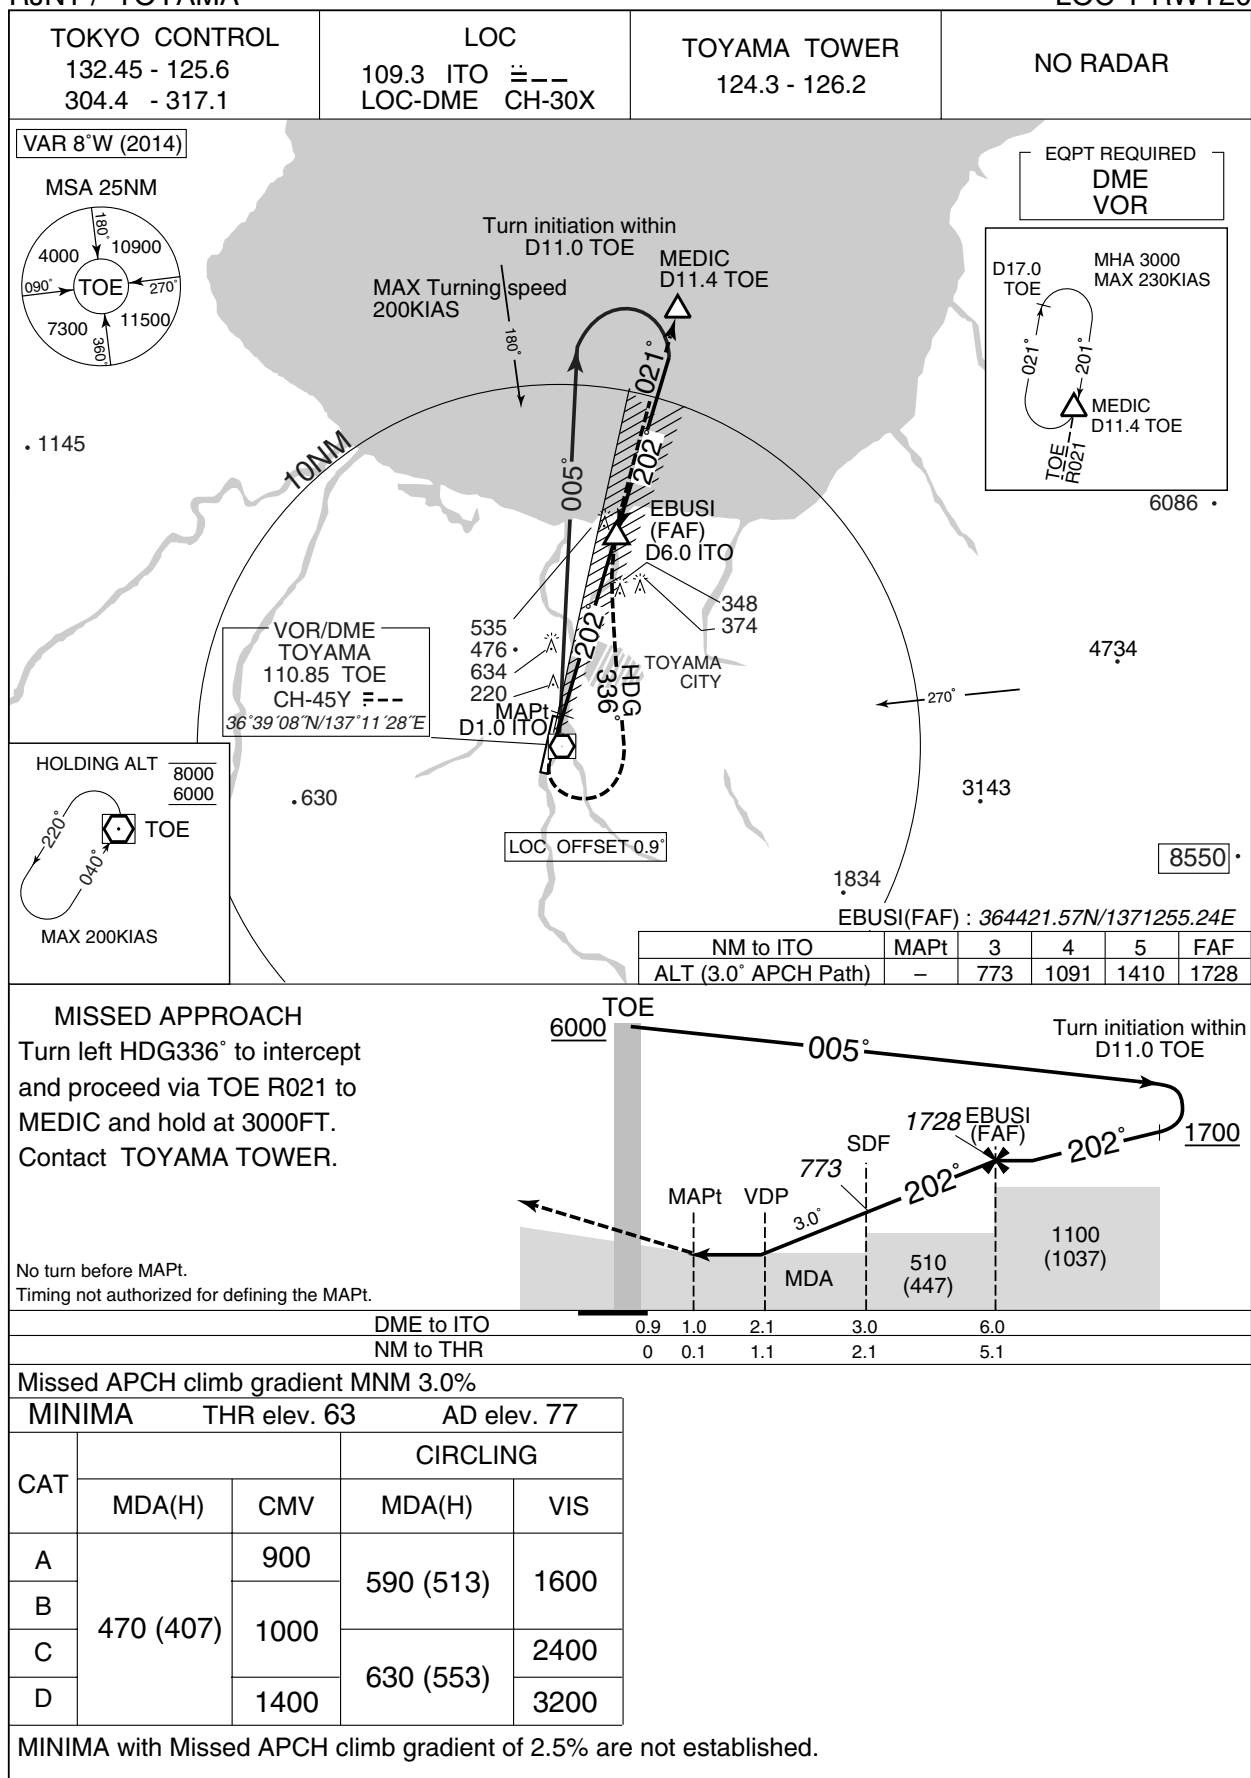 RJNT / TOYAMA
LOC Y RWY20
TOKYO CONTROL
132.45 - 125.6
304.4 - 317.1
LOC
109.3 ITO
LOC-DME CH-30X
TOYAMA TOWER
124.3 - 126.2
NO RADAR
VAR 8˚W (2014)
MSA 25NM
180˚
4000
10900
090˚
TOE
270˚
7300
11500
360˚
EQPT REQUIRED
DME
VOR
Turn initiation within
D11.0 TOE
MEDIC
D11.4 TOE
MAX Turning speed
200KIAS
180˚
D17.0
TOE
MHA 3000
MAX 230KIAS
021˚
201˚
MEDIC
D11.4 TOE
TOE
R021
1145
10NM
005˚
021˚
202˚
EBUSI
(FAF)
D6.0 ITO
6086
348
374
535
476
634
220
202˚
HDG
336˚
TOYAMA
CITY
4734
VOR/DME
TOYAMA
110.85 TOE
CH-45Y
36˚39´08˝N/137˚11´28˝E
MAPt
D1.0 ITO
270˚
HOLDING ALT
8000
6000
220˚
040˚
TOE
MAX 200KIAS
630
3143
LOC OFFSET 0.9˚
8550
1834
EBUSI(FAF) : 364421.57N/1371255.24E
NM to ITO MAPt 3 4 5 FAF
ALT (3.0˚ APCH Path) – 773 1091 1410 1728
MISSED APPROACH
Turn left HDG336˚ to intercept
and proceed via TOE R021 to
MEDIC and hold at 3000FT.
Contact TOYAMA TOWER.
No turn before MAPt.
Timing not authorized for defining the MAPt.
TOE
6000
005˚
Turn initiation within
D11.0 TOE
1728
EBUSI
(FAF)
202˚
1700
SDF
773
202˚
MAPt
VDP
3.0˚
MDA
510
(447)
1100
(1037)
DME to ITO 0.9 1.0 2.1 3.0 6.0
NM to THR 0 0.1 1.1 2.1 5.1
Missed APCH climb gradient MNM 3.0%
MINIMA THR elev. 63 AD elev. 77
CAT
CIRCLING
MDA(H) CMV MDA(H) VIS
A
B
C
D
470 (407)
900
1000
1400
590 (513)
630 (553)
1600
2400
3200
MINIMA with Missed APCH climb gradient of 2.5% are not established.